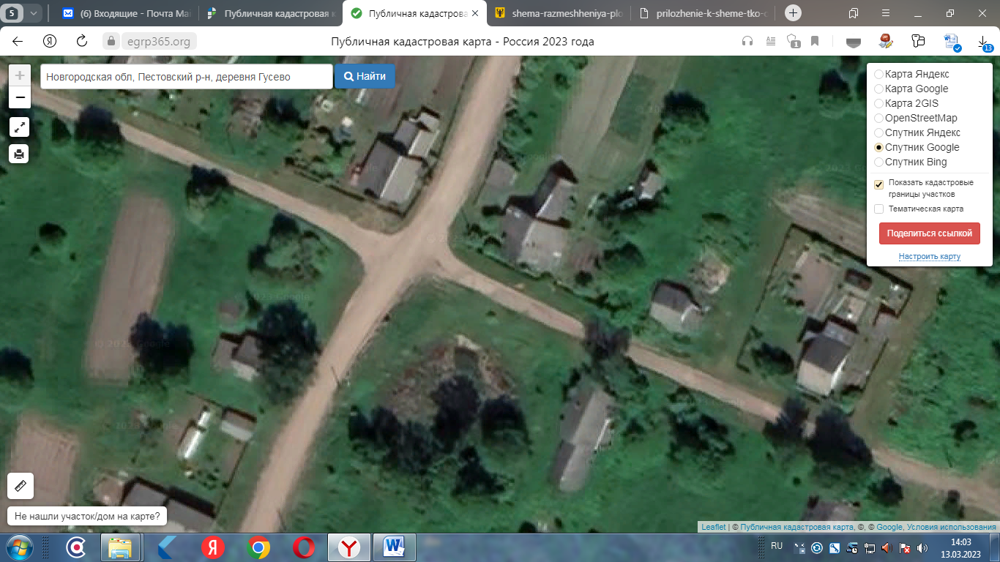 5
(6) Входящие - Почта Mai
Публичная кадастровая к
Публичная кадастрова
shema-razmeshheniya-plo
prilozhenie-k-sheme-tko-o
egrp365.org
Публичная кадастровая карта - Россия 2023 года
1
13
Новгородская обл, Пестовский р-н, деревня Гусево
Найти
Карта Яндекс
Карта Google
Карта 2GIS
OpenStreetMap
Спутник Яндекс
Спутник Google
Спутник Bing
Показать кадастровые
границы участков
Тематическая карта
Поделиться ссылкой
Настроить карту
Не нашли участок/дом на карте?
Leaflet | © Публичная кадастровая карта, ©, © Google, Условия использования
RU
14:03
13.03.2023